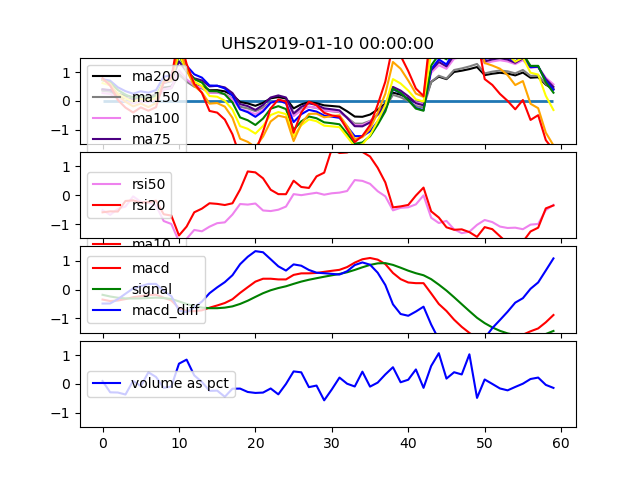 UHS2019-01-10 00:00:00
1
0
−1
ma200
ma150
ma100
ma75
1
0
−1
rsi50
rsi20
ma10
1
0
−1
macd
signal
macd_diff
1
0
−1
volume as pct
0 10 20 30 40 50 60